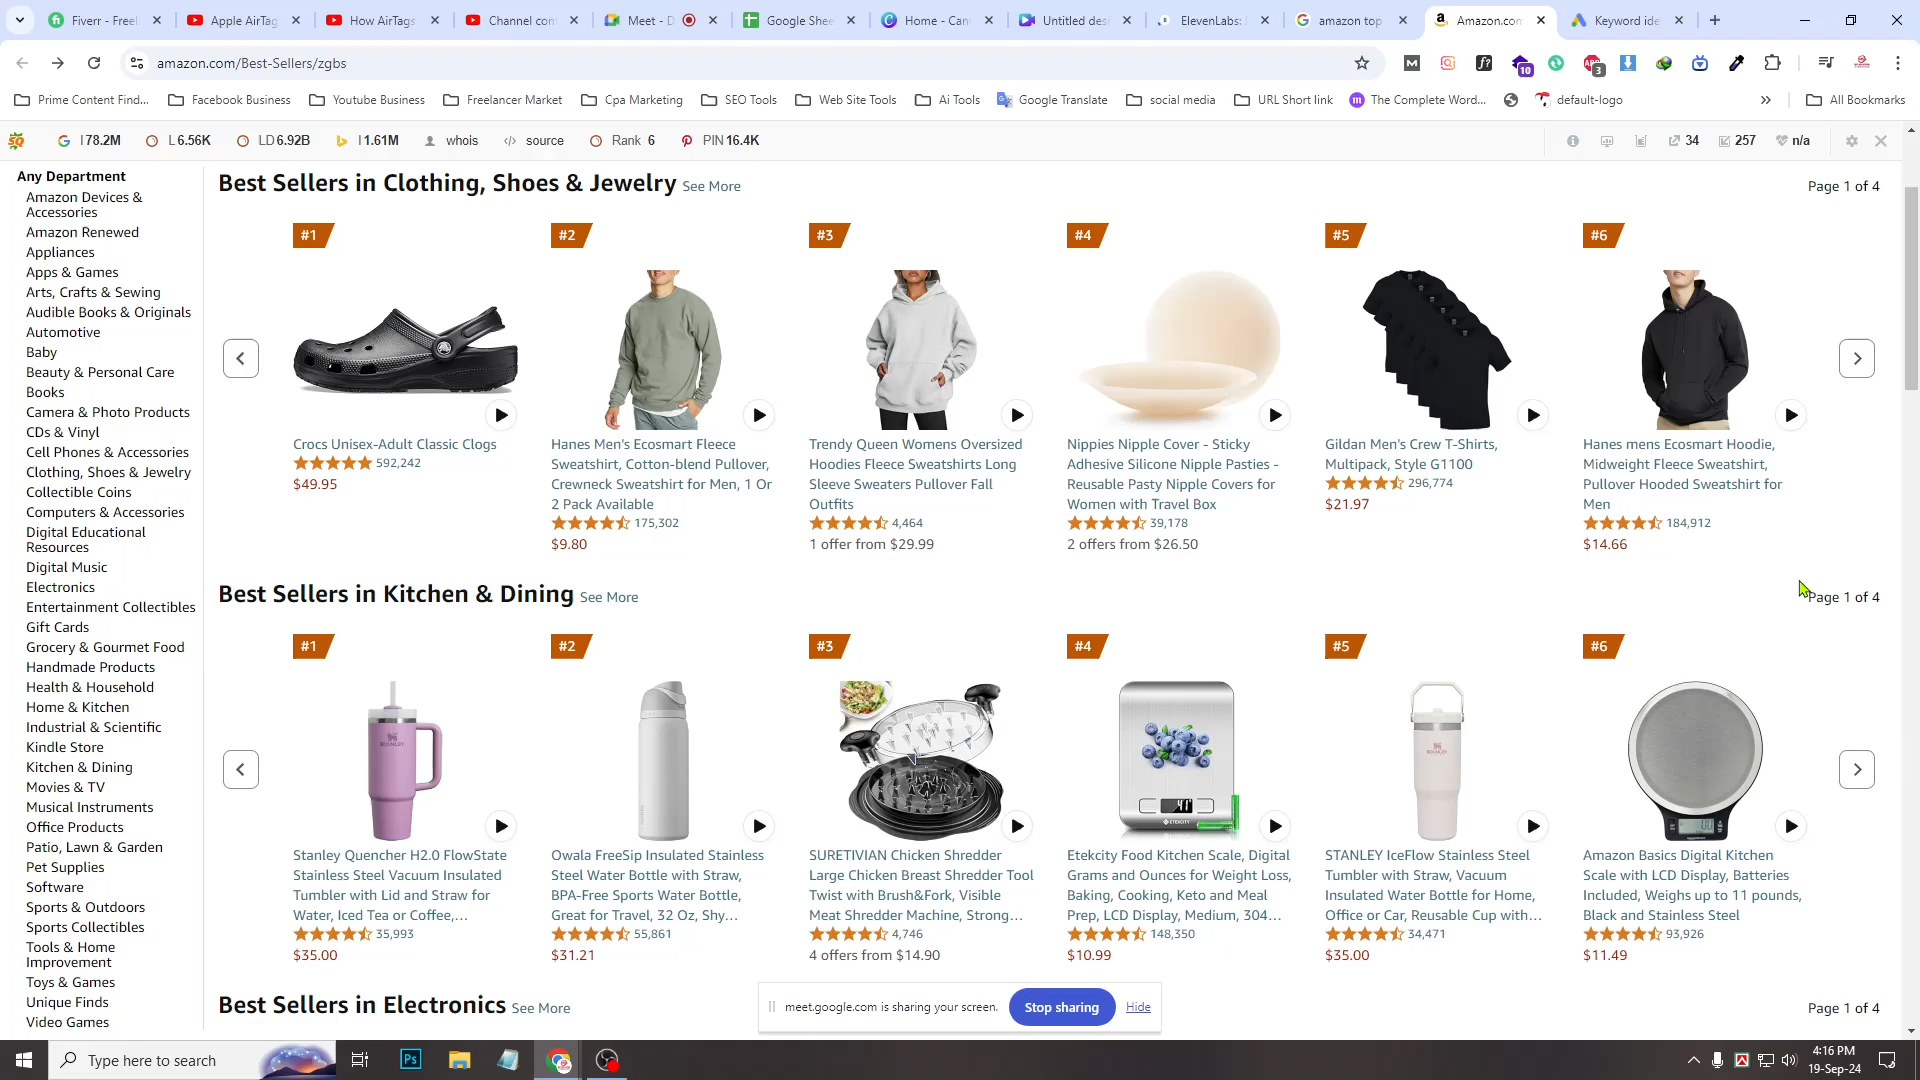 Fiverr - Free
Apple AirTag
How AirTags
Channel con
Meet - D
Google Shee
Home - Can
Untitled desi
ElevenLabs:
amazon top
Amazon.com
Keyword ide
amazon.com/Best-Sellers/zgbs
10
3
Prime Content Find...
Facebook Business
Youtube Business
Freelancer Market
Cpa Marketing
SEO Tools
Web Site Tools
Ai Tools
Google Translate
social media
URL Short link
The Complete Word...
default-logo
»
All Bookmarks
I 78.2M
L 6.56K
LD 6.92B
I 1.61M
whois
source
Rank 6
PIN 16.4K
34
257
n/a
Any Department
Amazon Devices &
Accessories
Amazon Renewed
Appliances
Apps & Games
Arts, Crafts & Sewing
Audible Books & Originals
Automotive
Baby
Beauty & Personal Care
Books
Camera & Photo Products
CDs & Vinyl
Cell Phones & Accessories
Clothing, Shoes & Jewelry
Collectible Coins
Computers & Accessories
Digital Educational
Resources
Digital Music
Electronics
Entertainment Collectibles
Gift Cards
Grocery & Gourmet Food
Handmade Products
Health & Household
Home & Kitchen
Industrial & Scientific
Kindle Store
Kitchen & Dining
Movies & TV
Musical Instruments
Office Products
Patio, Lawn & Garden
Pet Supplies
Software
Sports & Outdoors
Sports Collectibles
Tools & Home
Improvement
Toys & Games
Unique Finds
Video Games
Best Sellers in Clothing, Shoes & Jewelry See More
Page 1 of 4
#1
Crocs Unisex-Adult Classic Clogs
592,242
$49.95
#2
Hanes Men's Ecosmart Fleece
Sweatshirt, Cotton-blend Pullover,
Crewneck Sweatshirt for Men, 1 Or
2 Pack Available
175,302
$9.80
#3
Trendy Queen Womens Oversized
Hoodies Fleece Sweatshirts Long
Sleeve Sweaters Pullover Fall
Outfits
4,464
1 offer from $29.99
#4
Nippies Nipple Cover - Sticky
Adhesive Silicone Nipple Pasties -
Reusable Pasty Nipple Covers for
Women with Travel Box
39,178
2 offers from $26.50
#5
Gildan Men's Crew T-Shirts,
Multipack, Style G1100
296,774
$21.97
#6
Hanes mens Ecosmart Hoodie,
Midweight Fleece Sweatshirt,
Pullover Hooded Sweatshirt for
Men
184,912
$14.66
Best Sellers in Kitchen & Dining See More
Page 1 of 4
#1
STANLEY
Stanley Quencher H2.0 FlowState
Stainless Steel Vacuum Insulated
Tumbler with Lid and Straw for
Water, Iced Tea or Coffee,...
35,993
$35.00
#2
Owala FreeSip Insulated Stainless
Steel Water Bottle with Straw,
BPA-Free Sports Water Bottle,
Great for Travel, 32 Oz, Shy...
55,861
$31.21
#3
SURETIVIAN Chicken Shredder
Large Chicken Breast Shredder Tool
Twist with Brush&Fork, Visible
Meat Shredder Machine, Strong...
4,746
4 offers from $14.90
#4
ETEKCITY
Etekcity Food Kitchen Scale, Digital
Grams and Ounces for Weight Loss,
Baking, Cooking, Keto and Meal
Prep, LCD Display, Medium, 304...
148,350
$10.99
#5
STANLEY
STANLEY IceFlow Stainless Steel
Tumbler with Straw, Vacuum
Insulated Water Bottle for Home,
Office or Car, Reusable Cup with...
34,471
$35.00
#6
Amazon Basics Digital Kitchen
Scale with LCD Display, Batteries
Included, Weighs up to 11 pounds,
Black and Stainless Steel
93,926
$11.49
Best Sellers in Electronics See More
Page 1 of 4
meet.google.com is sharing your screen.
Stop sharing
Hide
Type here to search
Ps
4:16 PM
19-Sep-24